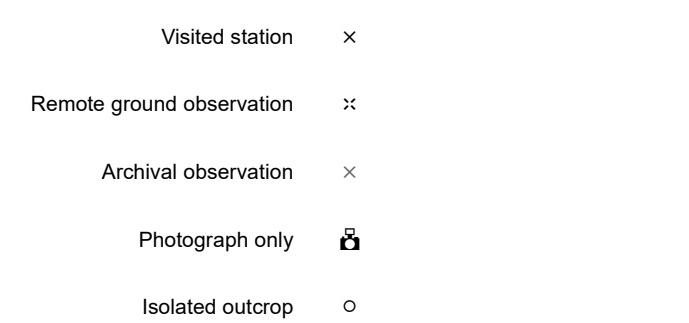 Visited station
Remote ground observation
Archival observation
Photograph only
Isolated outcrop